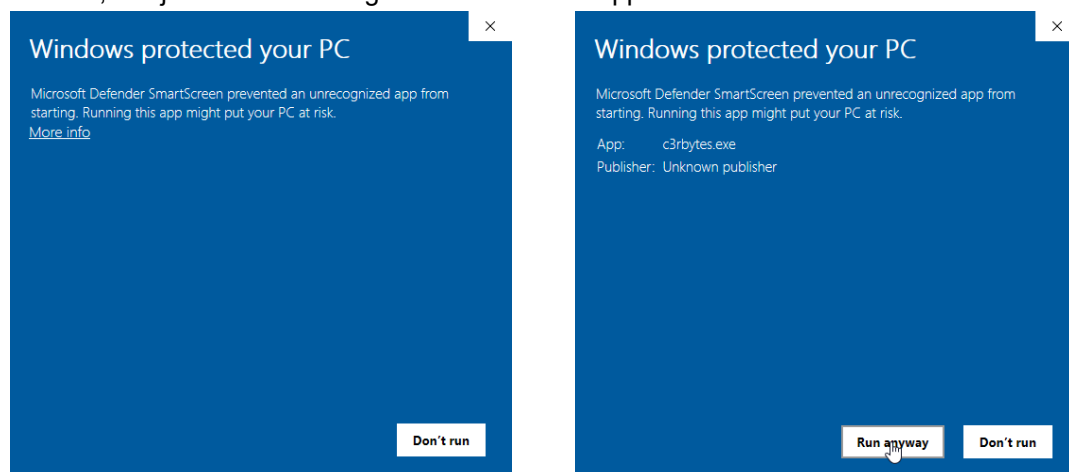 Windows protected your PC
Microsoft Defender SmartScreen prevented an unrecognized app from
starting. Running this app might put your PC at risk.
More info
Don't run
Windows protected your PC
Microsoft Defender SmartScreen prevented an unrecognized app from
starting. Running this app might put your PC at risk.
App: c3rbytes.exe
Publisher: Unknown publisher
Run anyway
Don't run